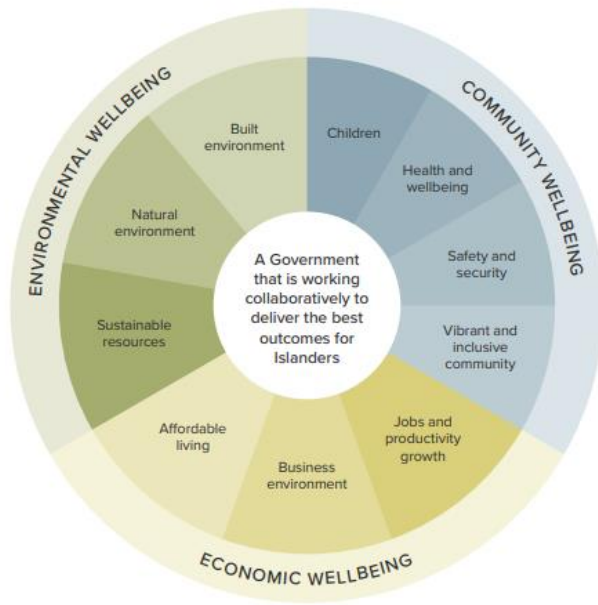 ENVIRONMENTAL WELLBEING
COMMUNITY WELLBEING
Built
environment
Children
Health and
wellbeing
Natural
environment
Safety and
security
A Government
that is working
collaboratively to
deliver the best
outcomes for
Islanders
Sustainable
resources
Vibrant and
inclusive
community
Affordable
living
Jobs and
productivity
growth
Business
environment
ECONOMIC WELLBEING